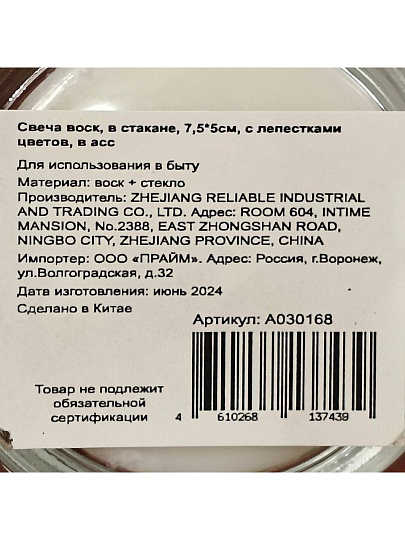 Свеча воск, в стакане, 7,5*5см, с лепестками
цветов, в асс
Для использования в быту
Материал: воск + стекло
Производитель: ZHEJIANG RELIABLE INDUSTRIAL
AND TRADING CO., LTD. Адрес: ROOM 604, INTIME
MANSION, No.2388, EAST ZHONGSHAN ROAD,
NINGBO CITY, ZHEJIANG PROVINCE, CHINA
Импортер: ООО «ПРАЙМ». Адрес: Россия, г.Воронеж,
ул.Волгоградская, д.32
Дата изготовления: июнь 2024
Сделано в Китае
Артикул: A030168
Товар не подлежит
обязательной
сертификации
4 610268 137439